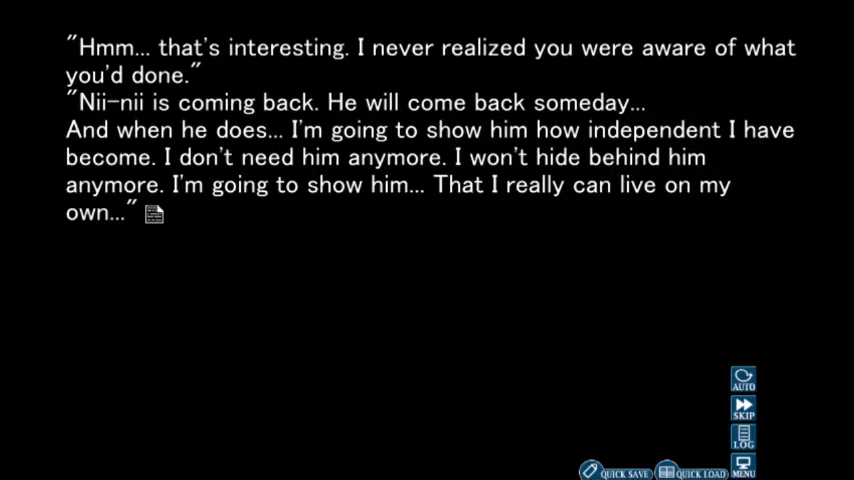 "Hmm... that's interesting. I never realized you were aware of what
you'd done."
"Nii-nii is coming back. He will come back someday...
And when he does... I'm going to show him how independent I have
become. I don't need him anymore. I won't hide behind him
anymore. I'm going to show him... That I really can live on my
own..."
AUTO
SKIP
LOG
MENU
QUICK SAVE
QUICK LOAD